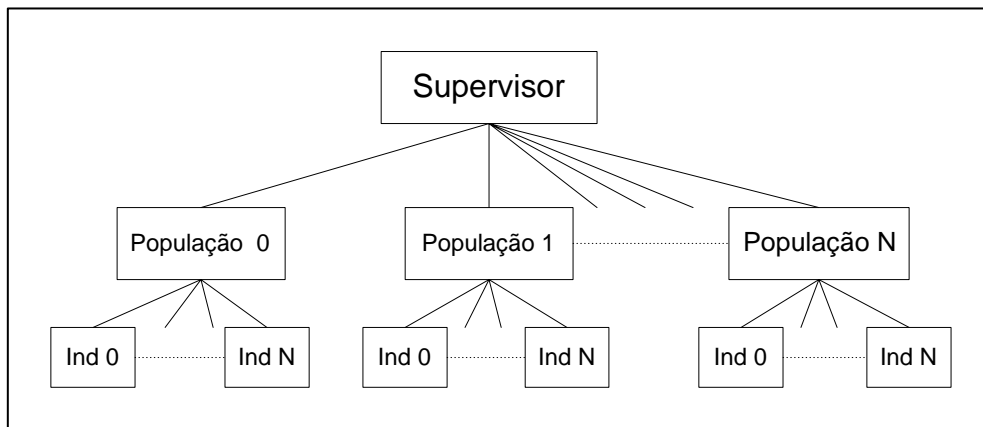 Supervisor
População 0
População 1
População N
Ind 0
Ind N
Ind 0
Ind N
Ind 0
Ind N